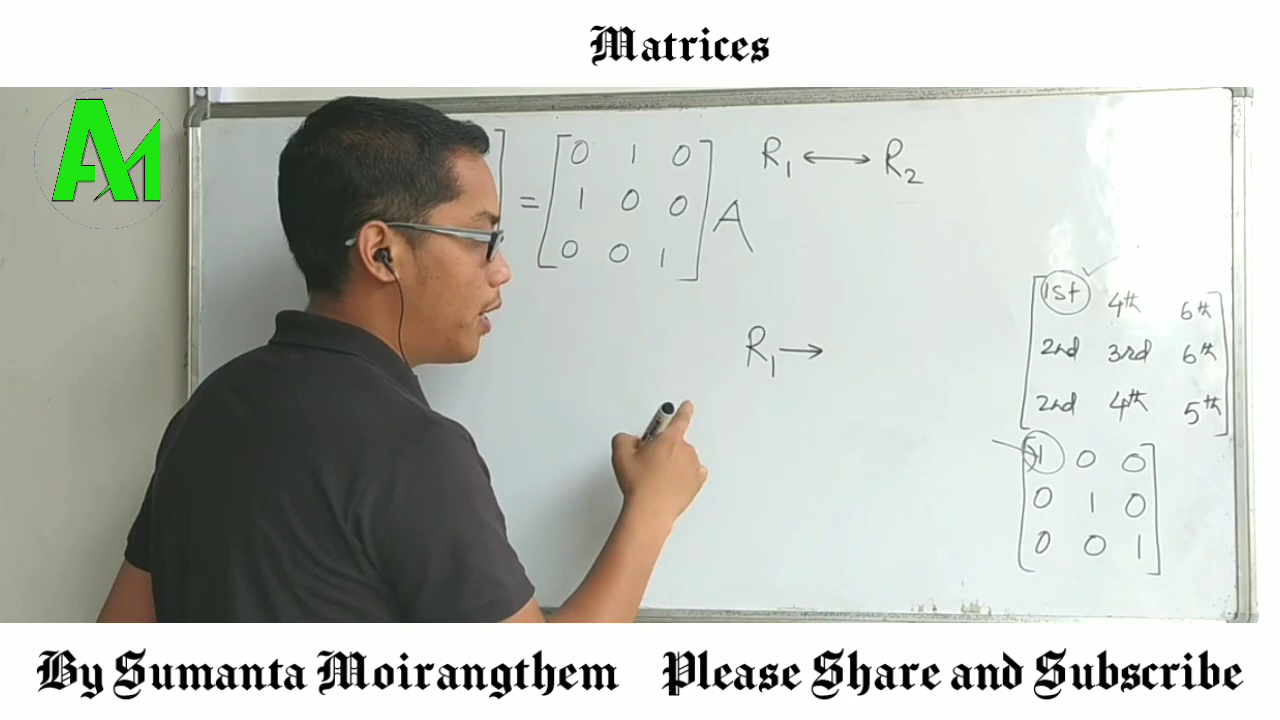 Matrices
AM
] = [0 1 0
1 0 0
0 0 1] A
R₁ ⟷ R₂
R₁ →
[1st 4th 6th
2nd 3rd 6th
2nd 4th 5th]
[1 0 0
0 1 0
0 0 1]
By Sumanta Moirangthem Please Share and Subscribe